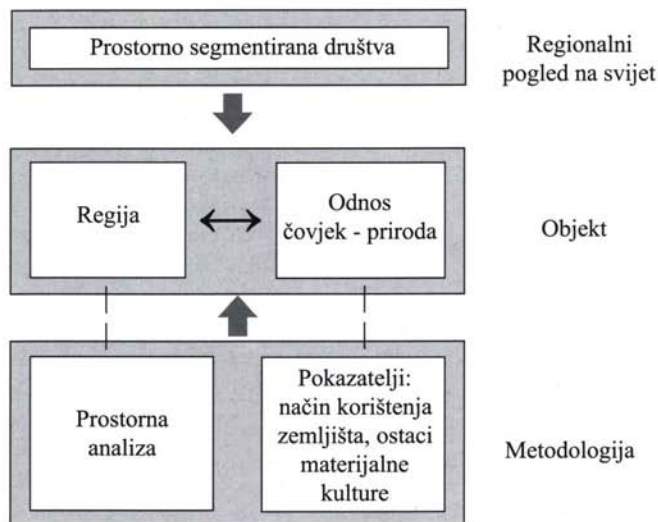 Prostorno segmentirana društva
Regionalni
pogled na svijet
Regija
Odnos
čovjek - priroda
Objekt
Prostorna
analiza
Pokazatelji:
način korištenja
zemljišta, ostaci
materijalne
kulture
Metodologija